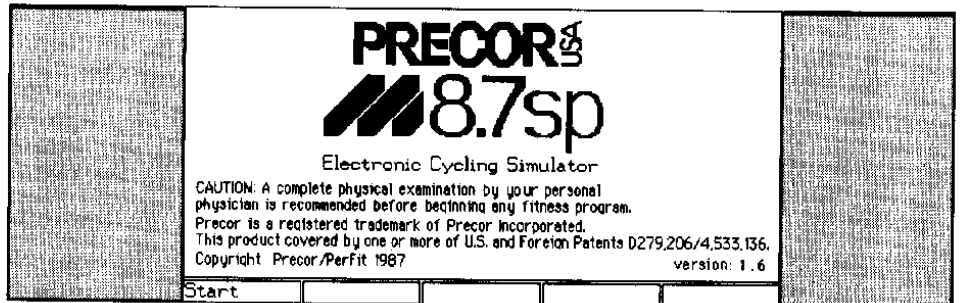 PRECOR USA
M 8.7sp
Electronic Cycling Simulator
CAUTION: A complete physical examination by your personal
physician is recommended before beginning any fitness program.
Precor is a registered trademark of Precor Incorporated.
This product covered by one or more of U.S. and Foreign Patents D279,206/4,533,136.
Copyright Precor/PerFit 1987
version: 1.6
Start